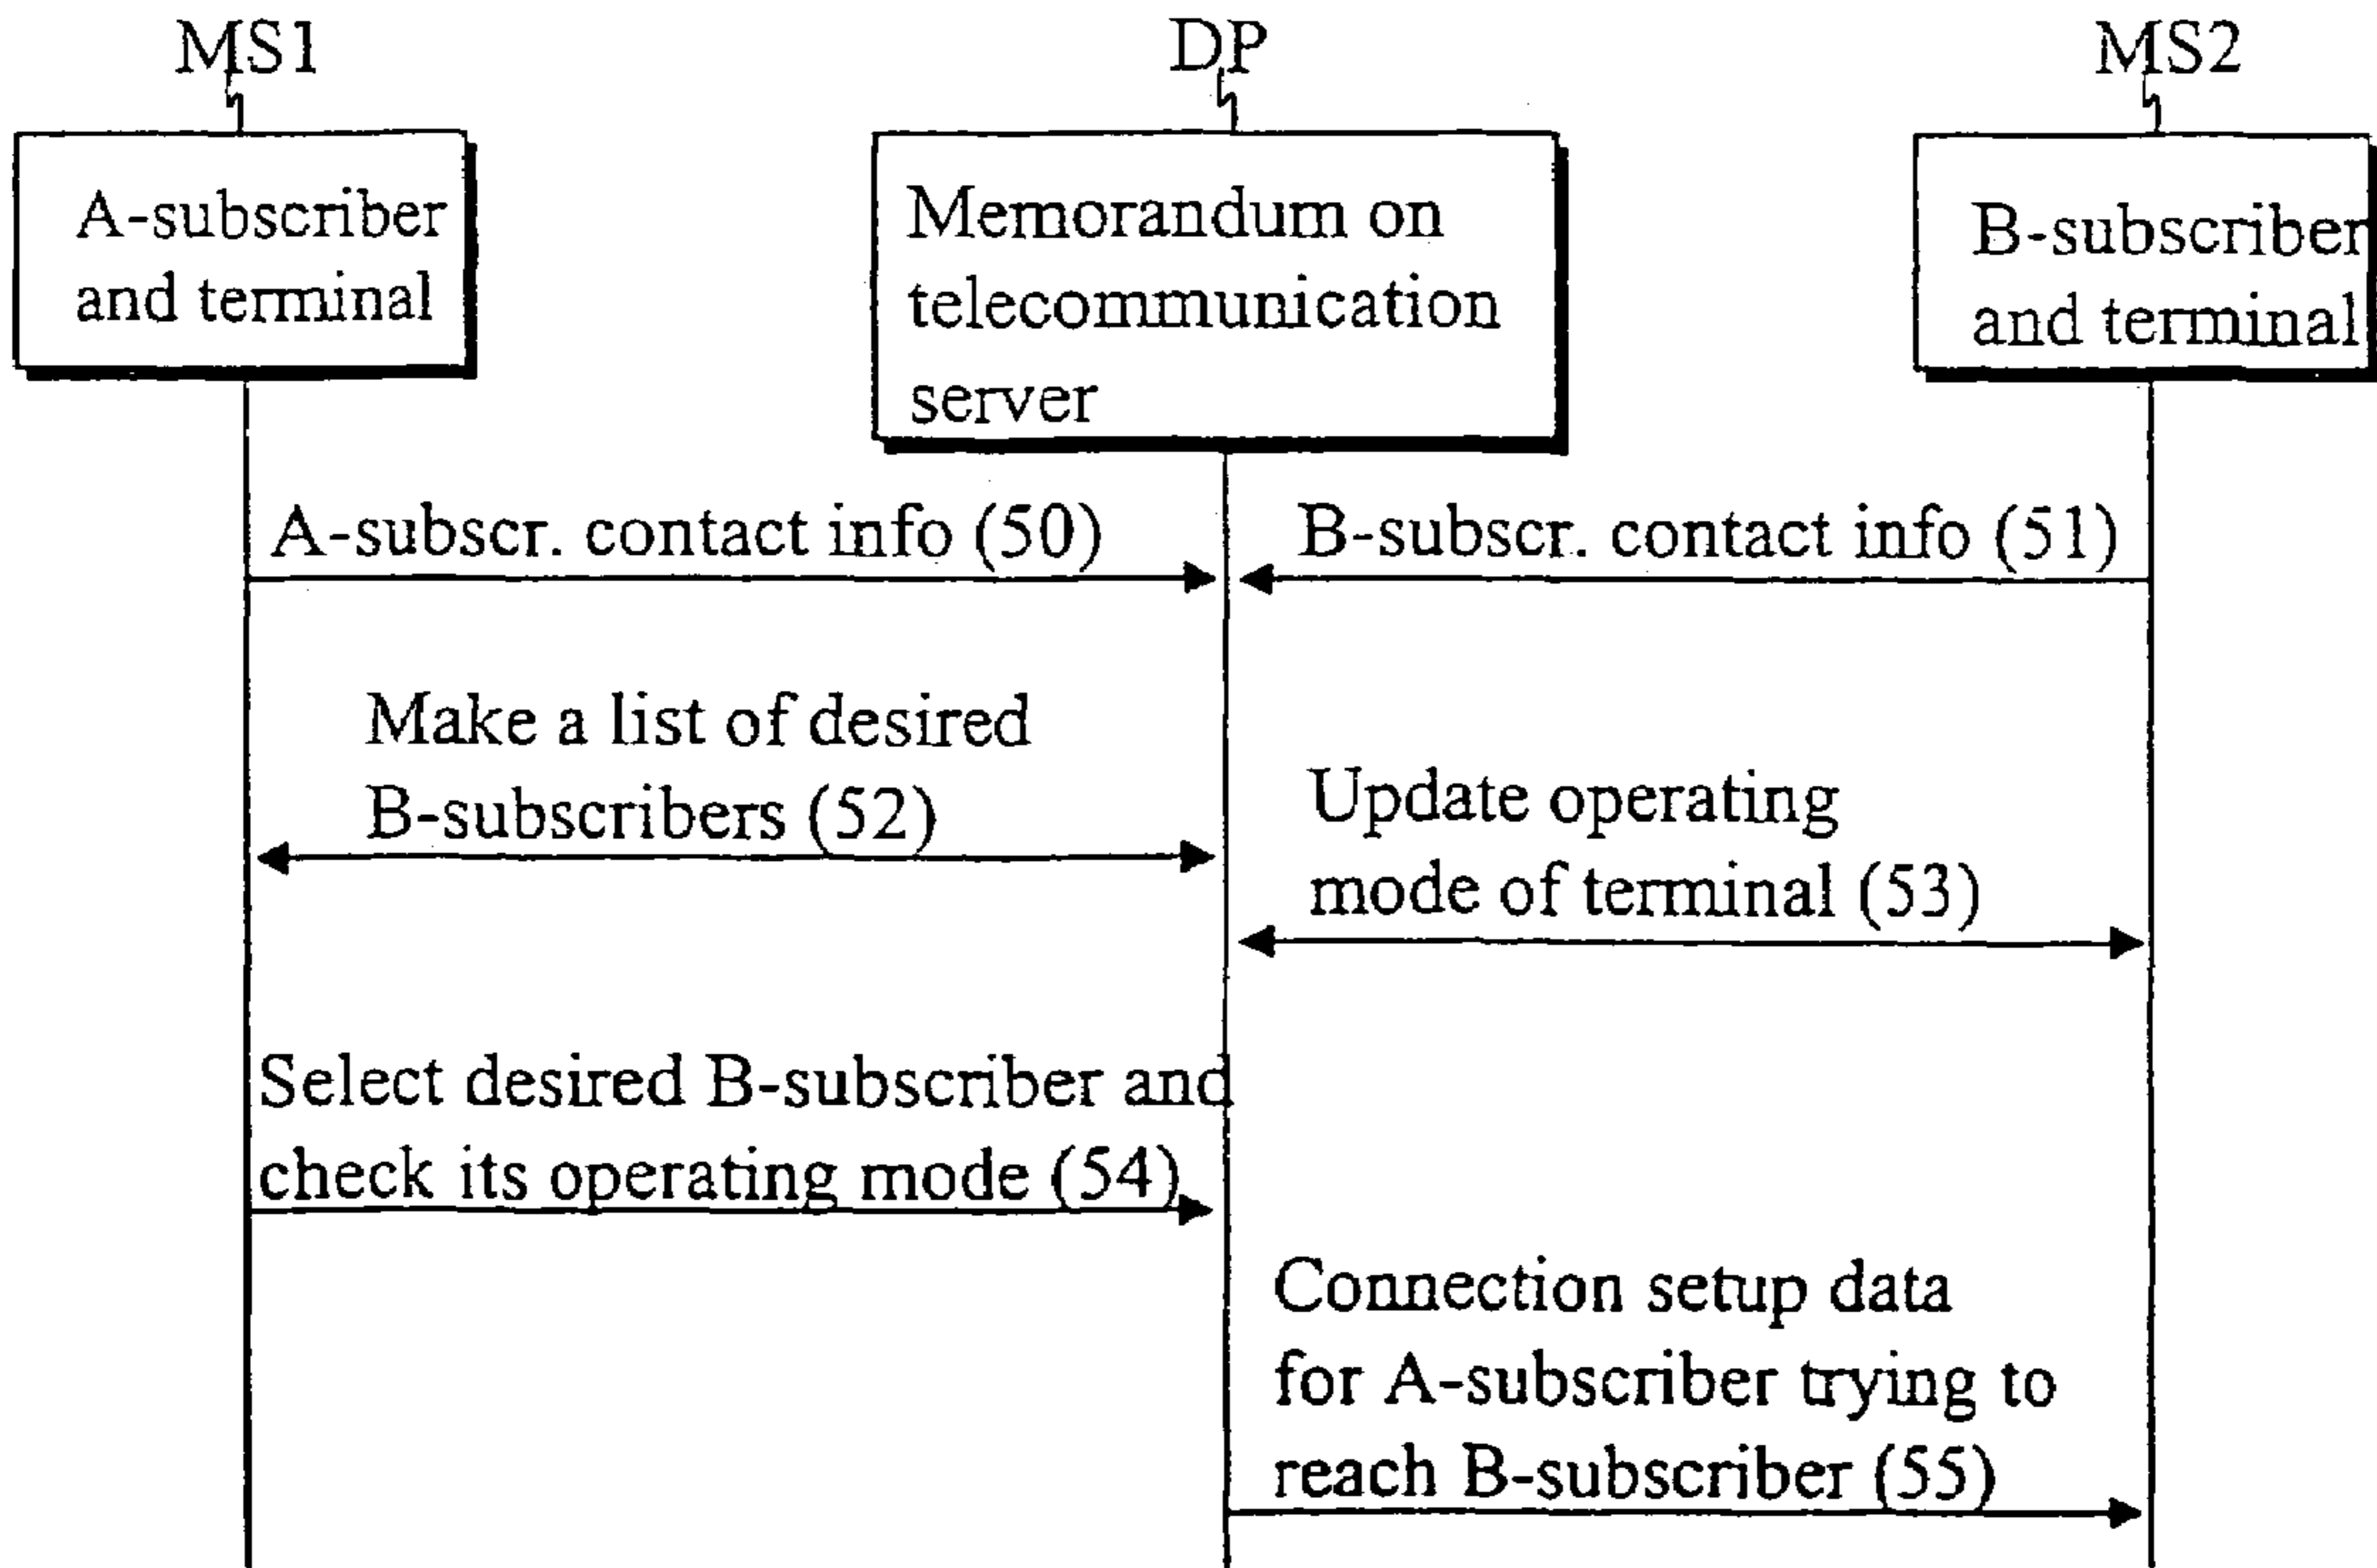 MS1
DP
MS2
A-subscriber
and terminal
Memorandum on
telecommunication
server
B-subscriber
and terminal
A-subscr. contact info (50)
B-subscr. contact info (51)
Make a list of desired
B-subscribers (52)
Update operating
mode of terminal (53)
Select desired B-subscriber and
check its operating mode (54)
Connection setup data
for A-subscriber trying to
reach B-subscriber (55)